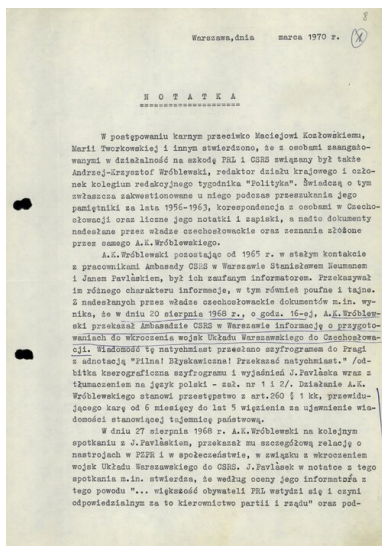 Warszawa,dnia marca 1970 r.
N O T A T K A
=====================
W postępowaniu karnym przeciwko Maciejowi Kozłowskiemu,
Marii Tworkowskiej i innym stwierdzono, że z osobami zaangażo-
wanymi w działalność na szkodę PRL i CSRS związany był także
Andrzej-Krzysztof Wróblewski, redaktor działu krajowego i czło-
nek kolegium redakcyjnego tygodnika "Polityka". Świadczą o tym
zwłaszcza zakwestionowane u niego podczas przeszukania jego
pamiętniki za lata 1956-1963, korespondencja z osobami w Czecho-
słowacji oraz liczne jego notatki i zapiski, a nadto dokumenty
nadesłane przez władze czechosłowackie oraz zeznania złożone
przez samego A.K.Wróblewskiego.
A.K.Wróblewski pozostając od 1965 r. w stałym kontakcie
z pracownikami Ambasady CSRS w Warszawie Stanisławem Neumanem
i Janem Pavláskiem, był ich zaufanym informatorem. Przekazywał
im różnego charakteru informacje, w tym również poufne i tajne.
Z nadesłanych przez władze czechosłowackie dokumentów m.in. wy-
nika, że w dniu 20 sierpnia 1968 r., o godz. 16-ej, A.K.Wróblew-
ski przekazał Ambasadzie CSRS w Warszawie informację o przygoto-
waniach do wkroczenia wojsk Układu Warszawskiego do Czechosłowa-
cji. Wiadomość tę natychmiast przesłano szyfrogramem do Pragi
z adnotacją "Pilna! Błyskawiczna! Przekazać natychmiast." /od-
bitka kserograficzna szyfrogramu i wyjaśnień J.Pavláska wraz z
tłumaczeniem na język polski - zał. nr 1 i 2/. Działanie A.K.
Wróblewskiego stanowi przestępstwo z art.260 § 1 kk, przewidu-
jącego karę od 6 miesięcy do lat 5 więzienia za ujawnienie wia-
domości stanowiącej tajemnicę państwową.
W dniu 27 sierpnia 1968 r. A.K.Wróblewski na kolejnym
spotkaniu z J.Pavláskiem, przekazał mu szczegółową relację o
nastrojach w PZPR i w społeczeństwie, w związku z wkroczeniem
wojsk Układu Warszawskiego do CSRS. J.Pavlásek w notatce z tego
spotkania m.in. stwierdza, że według oceny jego informatora z
tego powodu "... większość obywateli PRL wstydzi się i czyni
odpowiedzialnym za to kierownictwo partii i rządu" oraz pod-